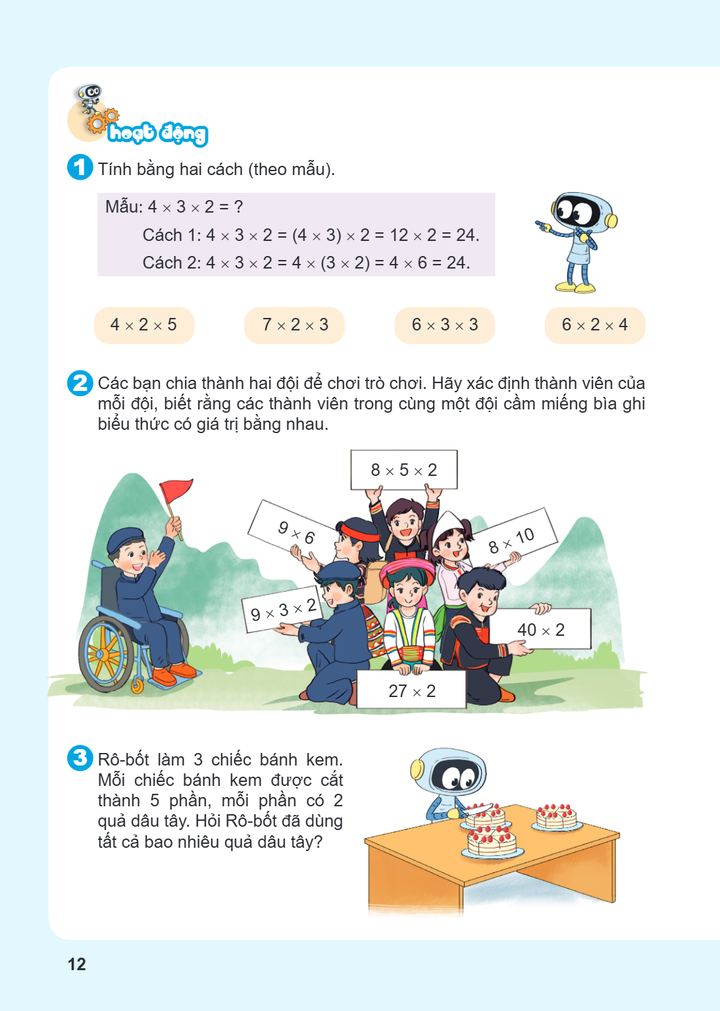 hoạt động
1 Tính bằng hai cách (theo mẫu).
Mẫu: 4 × 3 × 2 = ?
Cách 1: 4 × 3 × 2 = (4 × 3) × 2 = 12 × 2 = 24.
Cách 2: 4 × 3 × 2 = 4 × (3 × 2) = 4 × 6 = 24.
4 × 2 × 5 7 × 2 × 3 6 × 3 × 3 6 × 2 × 4
2 Các bạn chia thành hai đội để chơi trò chơi. Hãy xác định thành viên của
mỗi đội, biết rằng các thành viên trong cùng một đội cầm miếng bìa ghi
biểu thức có giá trị bằng nhau.
8 × 5 × 2
9 × 6
8 × 10
9 × 3 × 2
40 × 2
27 × 2
3 Rô-bốt làm 3 chiếc bánh kem.
Mỗi chiếc bánh kem được cắt
thành 5 phần, mỗi phần có 2
quả dâu tây. Hỏi Rô-bốt đã dùng
tất cả bao nhiêu quả dâu tây?
12